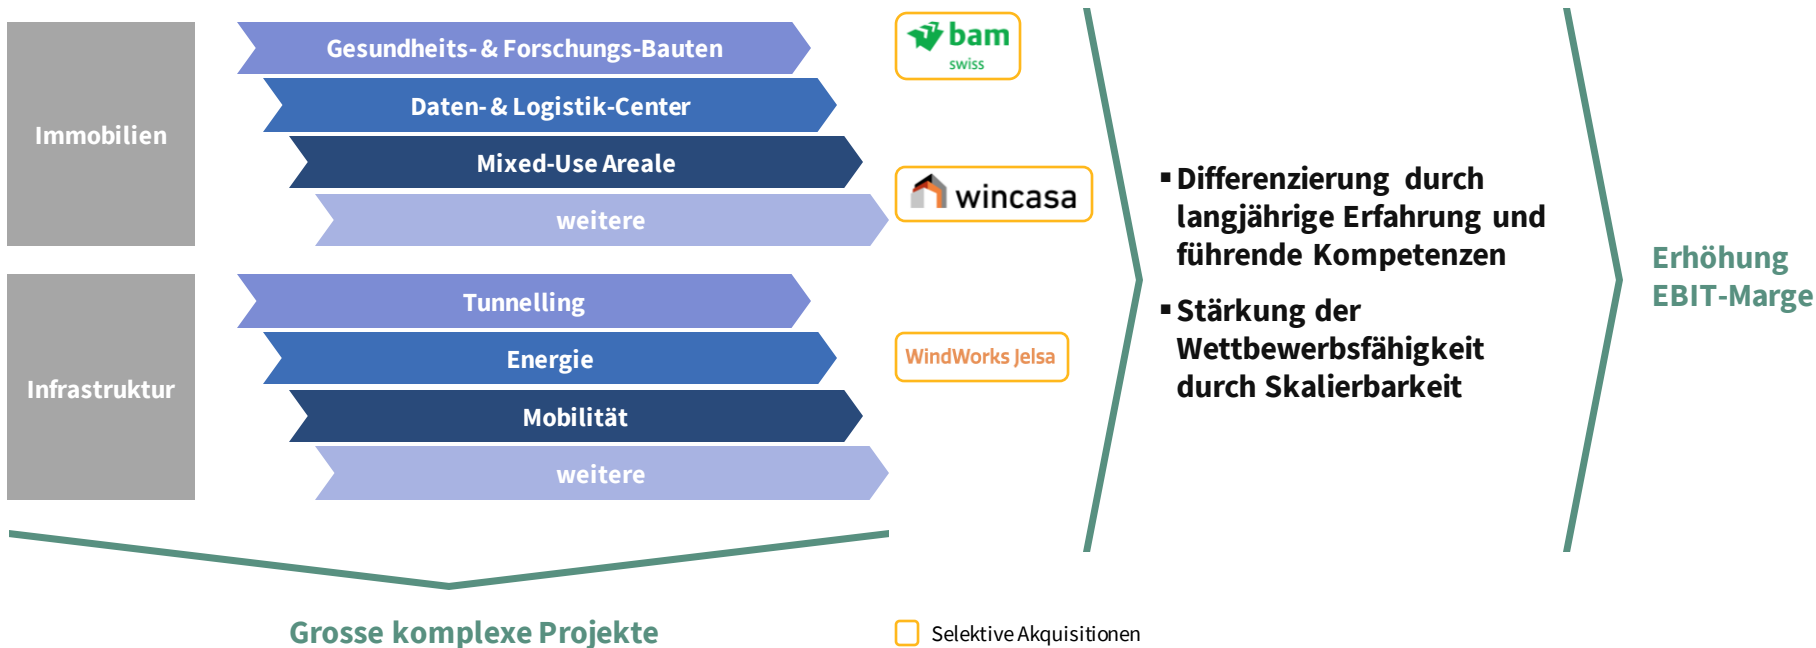 Immobilien
Gesundheits- & Forschungs-Bauten
Daten- & Logistik-Center
Mixed-Use Areale
weitere
bam
swiss
wincasa
Infrastruktur
Tunnelling
Energie
Mobilität
weitere
WindWorks Jelsa
▪ Differenzierung durch
langjährige Erfahrung und
führende Kompetenzen
▪ Stärkung der
Wettbewerbsfähigkeit
durch Skalierbarkeit
Erhöhung
EBIT-Marge
Grosse komplexe Projekte
Selektive Akquisitionen